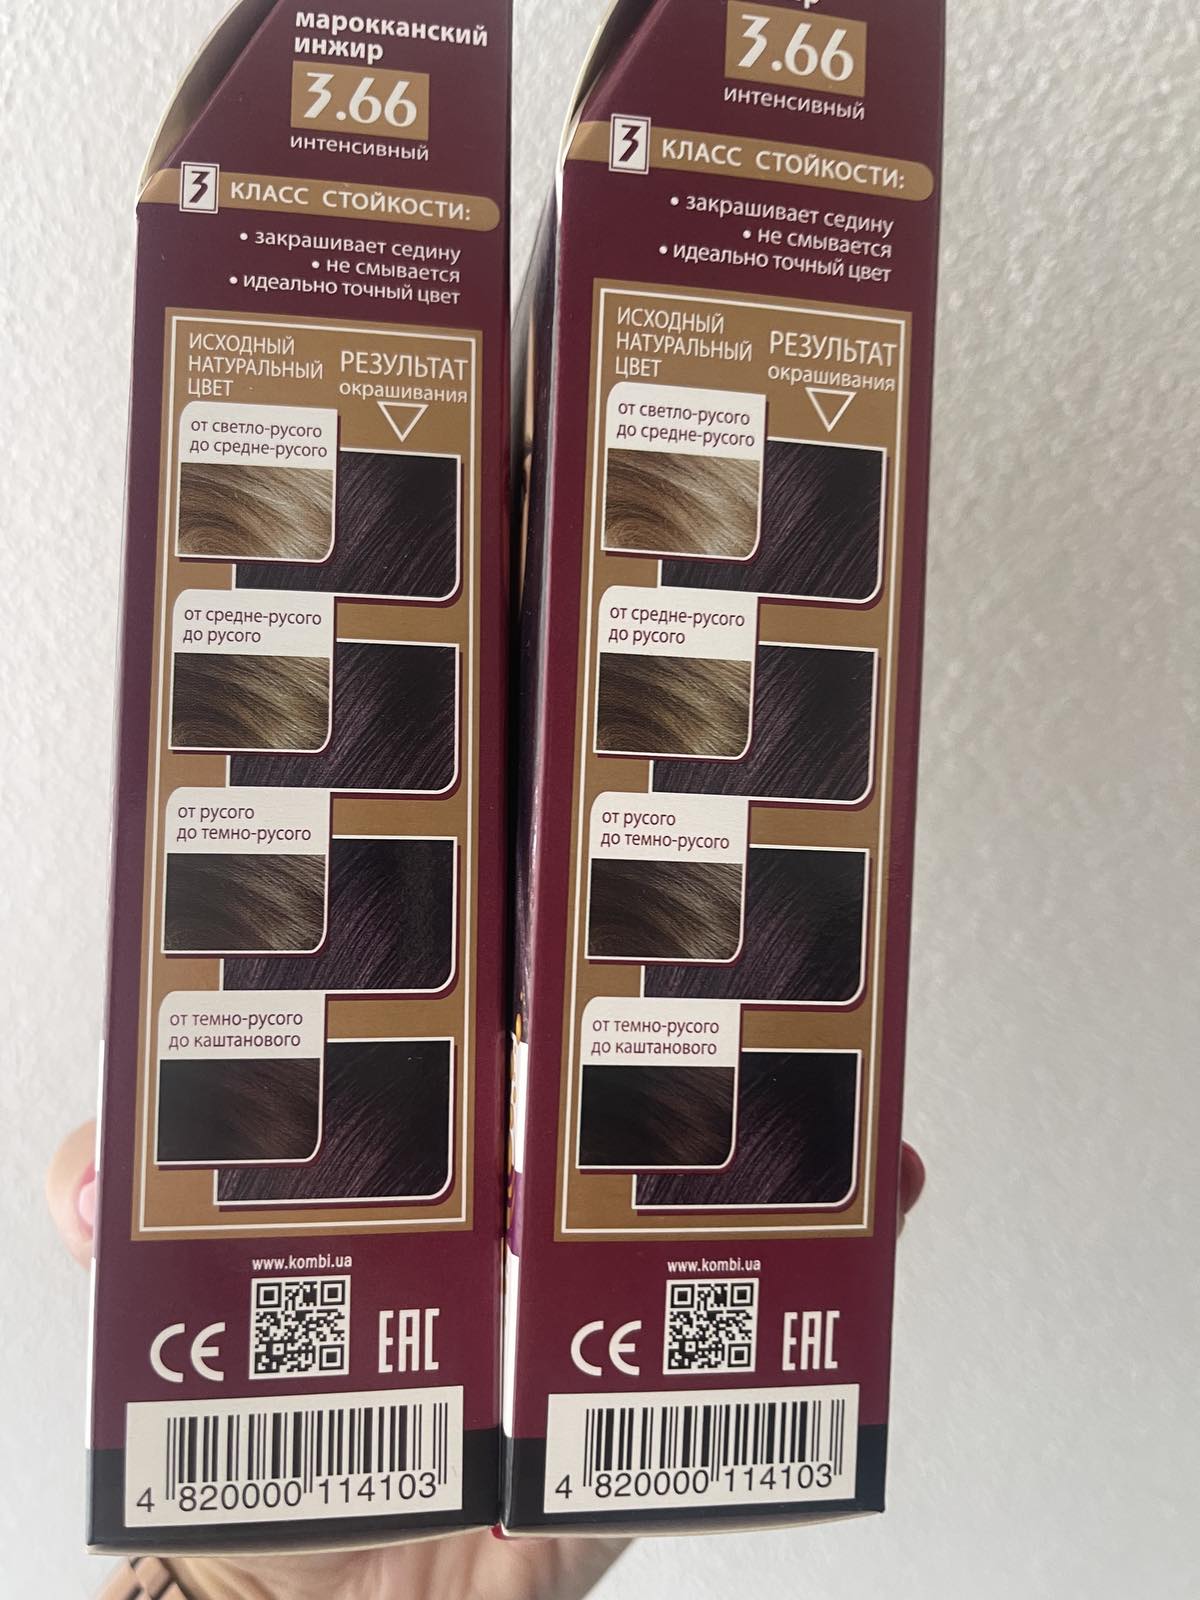 марокканский
инжир
3.66
интенсивный
3 КЛАСС СТОЙКОСТИ:
• закрашивает седину
• не смывается
• идеально точный цвет
ИСХОДНЫЙ
НАТУРАЛЬНЫЙ
ЦВЕТ
РЕЗУЛЬТАТ
окрашивания
от светло-русого
до средне-русого
от средне-русого
до русого
от русого
до темно-русого
от темно-русого
до каштанового
www.kombi.ua
CE
EAC
4 820000 114103
3.66
интенсивный
3 КЛАСС СТОЙКОСТИ:
• закрашивает седину
• не смывается
• идеально точный цвет
ИСХОДНЫЙ
НАТУРАЛЬНЫЙ
ЦВЕТ
РЕЗУЛЬТАТ
окрашивания
от светло-русого
до средне-русого
от средне-русого
до русого
от русого
до темно-русого
от темно-русого
до каштанового
www.kombi.ua
CE
EAC
4 820000 114103